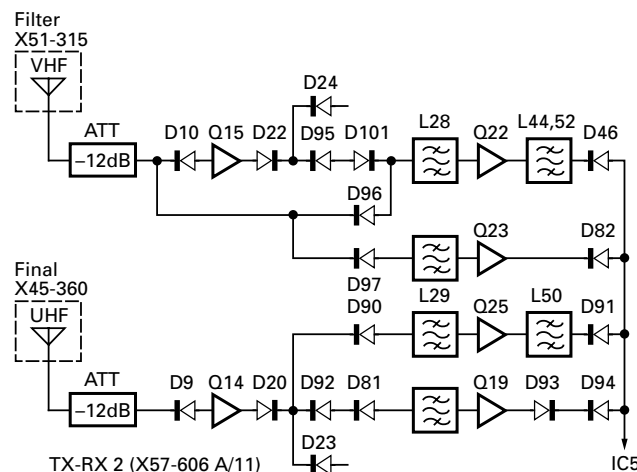 Filter
X51-315
VHF
ATT
–12dB
D10
Q15
D22
D24
D95
D101
L28
Q22
L44,52
D46
D96
Q23
D82
D97
Final
X45-360
UHF
D90
L29
Q25
L50
D91
ATT
–12dB
D9
Q14
D20
D92
D81
Q19
D93
D94
D23
TX-RX 2 (X57-606 A/11)
IC5